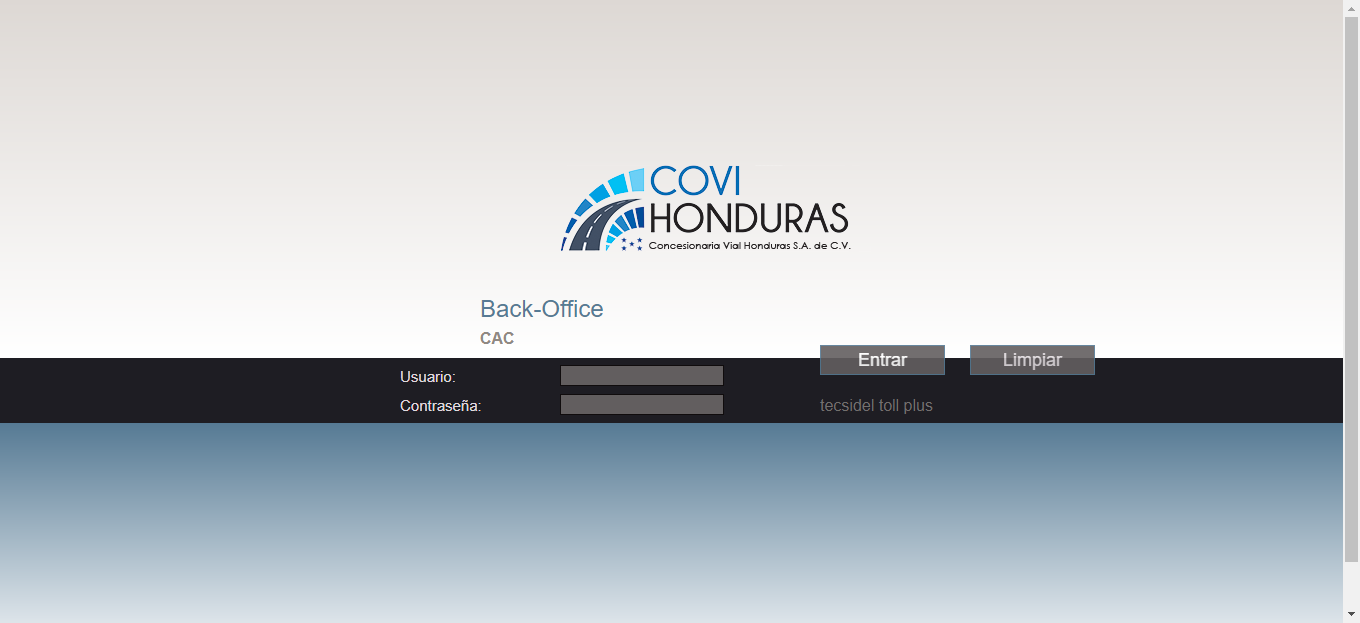 COVI
HONDURAS
Concesionaria Vial Honduras S.A. de C.V.
Back-Office
CAC
Entrar
Limpiar
Usuario:
Contraseña:
tecsidel toll plus